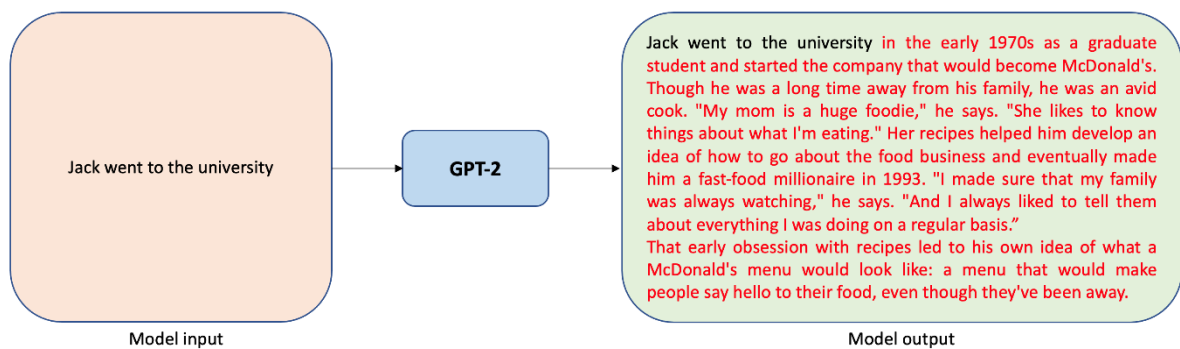 Jack went to the university
Model input
GPT-2
Jack went to the university in the early 1970s as a graduate
student and started the company that would become McDonald's.
Though he was a long time away from his family, he was an avid
cook. "My mom is a huge foodie," he says. "She likes to know
things about what I'm eating." Her recipes helped him develop an
idea of how to go about the food business and eventually made
him a fast-food millionaire in 1993. "I made sure that my family
was always watching," he says. "And I always liked to tell them
about everything I was doing on a regular basis.”
That early obsession with recipes led to his own idea of what a
McDonald's menu would look like: a menu that would make
people say hello to their food, even though they've been away.
Model output